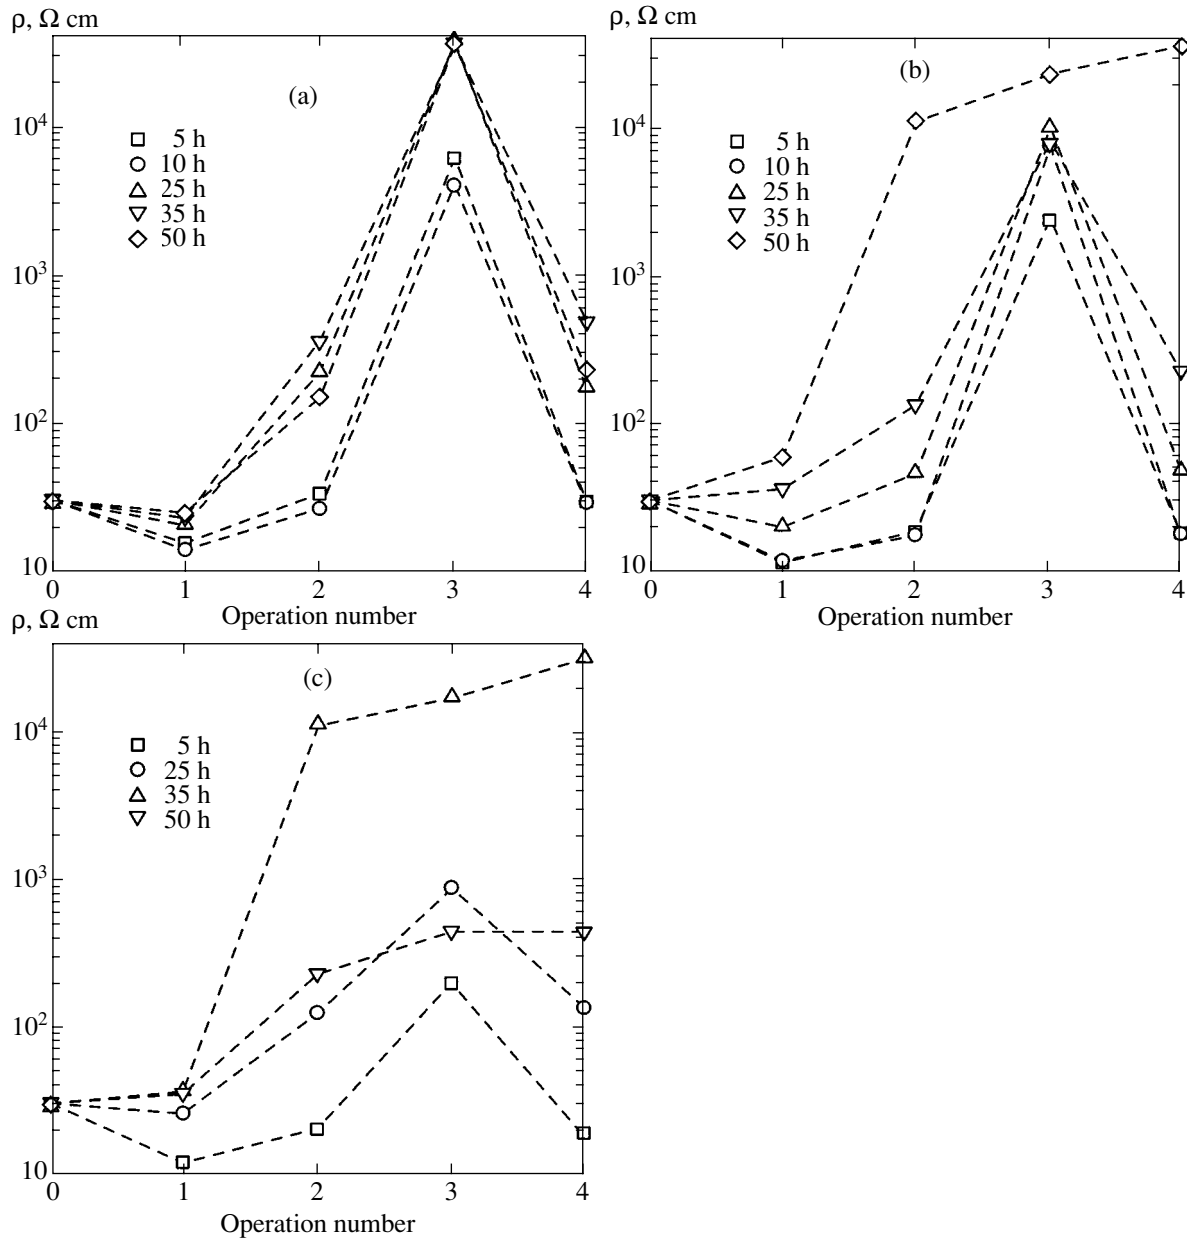 ρ, Ω cm
(a)
5 h
10 h
25 h
35 h
50 h
10⁴
10³
10²
10
0 1 2 3 4
Operation number
ρ, Ω cm
(b)
5 h
10 h
25 h
35 h
50 h
10⁴
10³
10²
10
0 1 2 3 4
Operation number
ρ, Ω cm
(c)
5 h
25 h
35 h
50 h
10⁴
10³
10²
10
0 1 2 3 4
Operation number